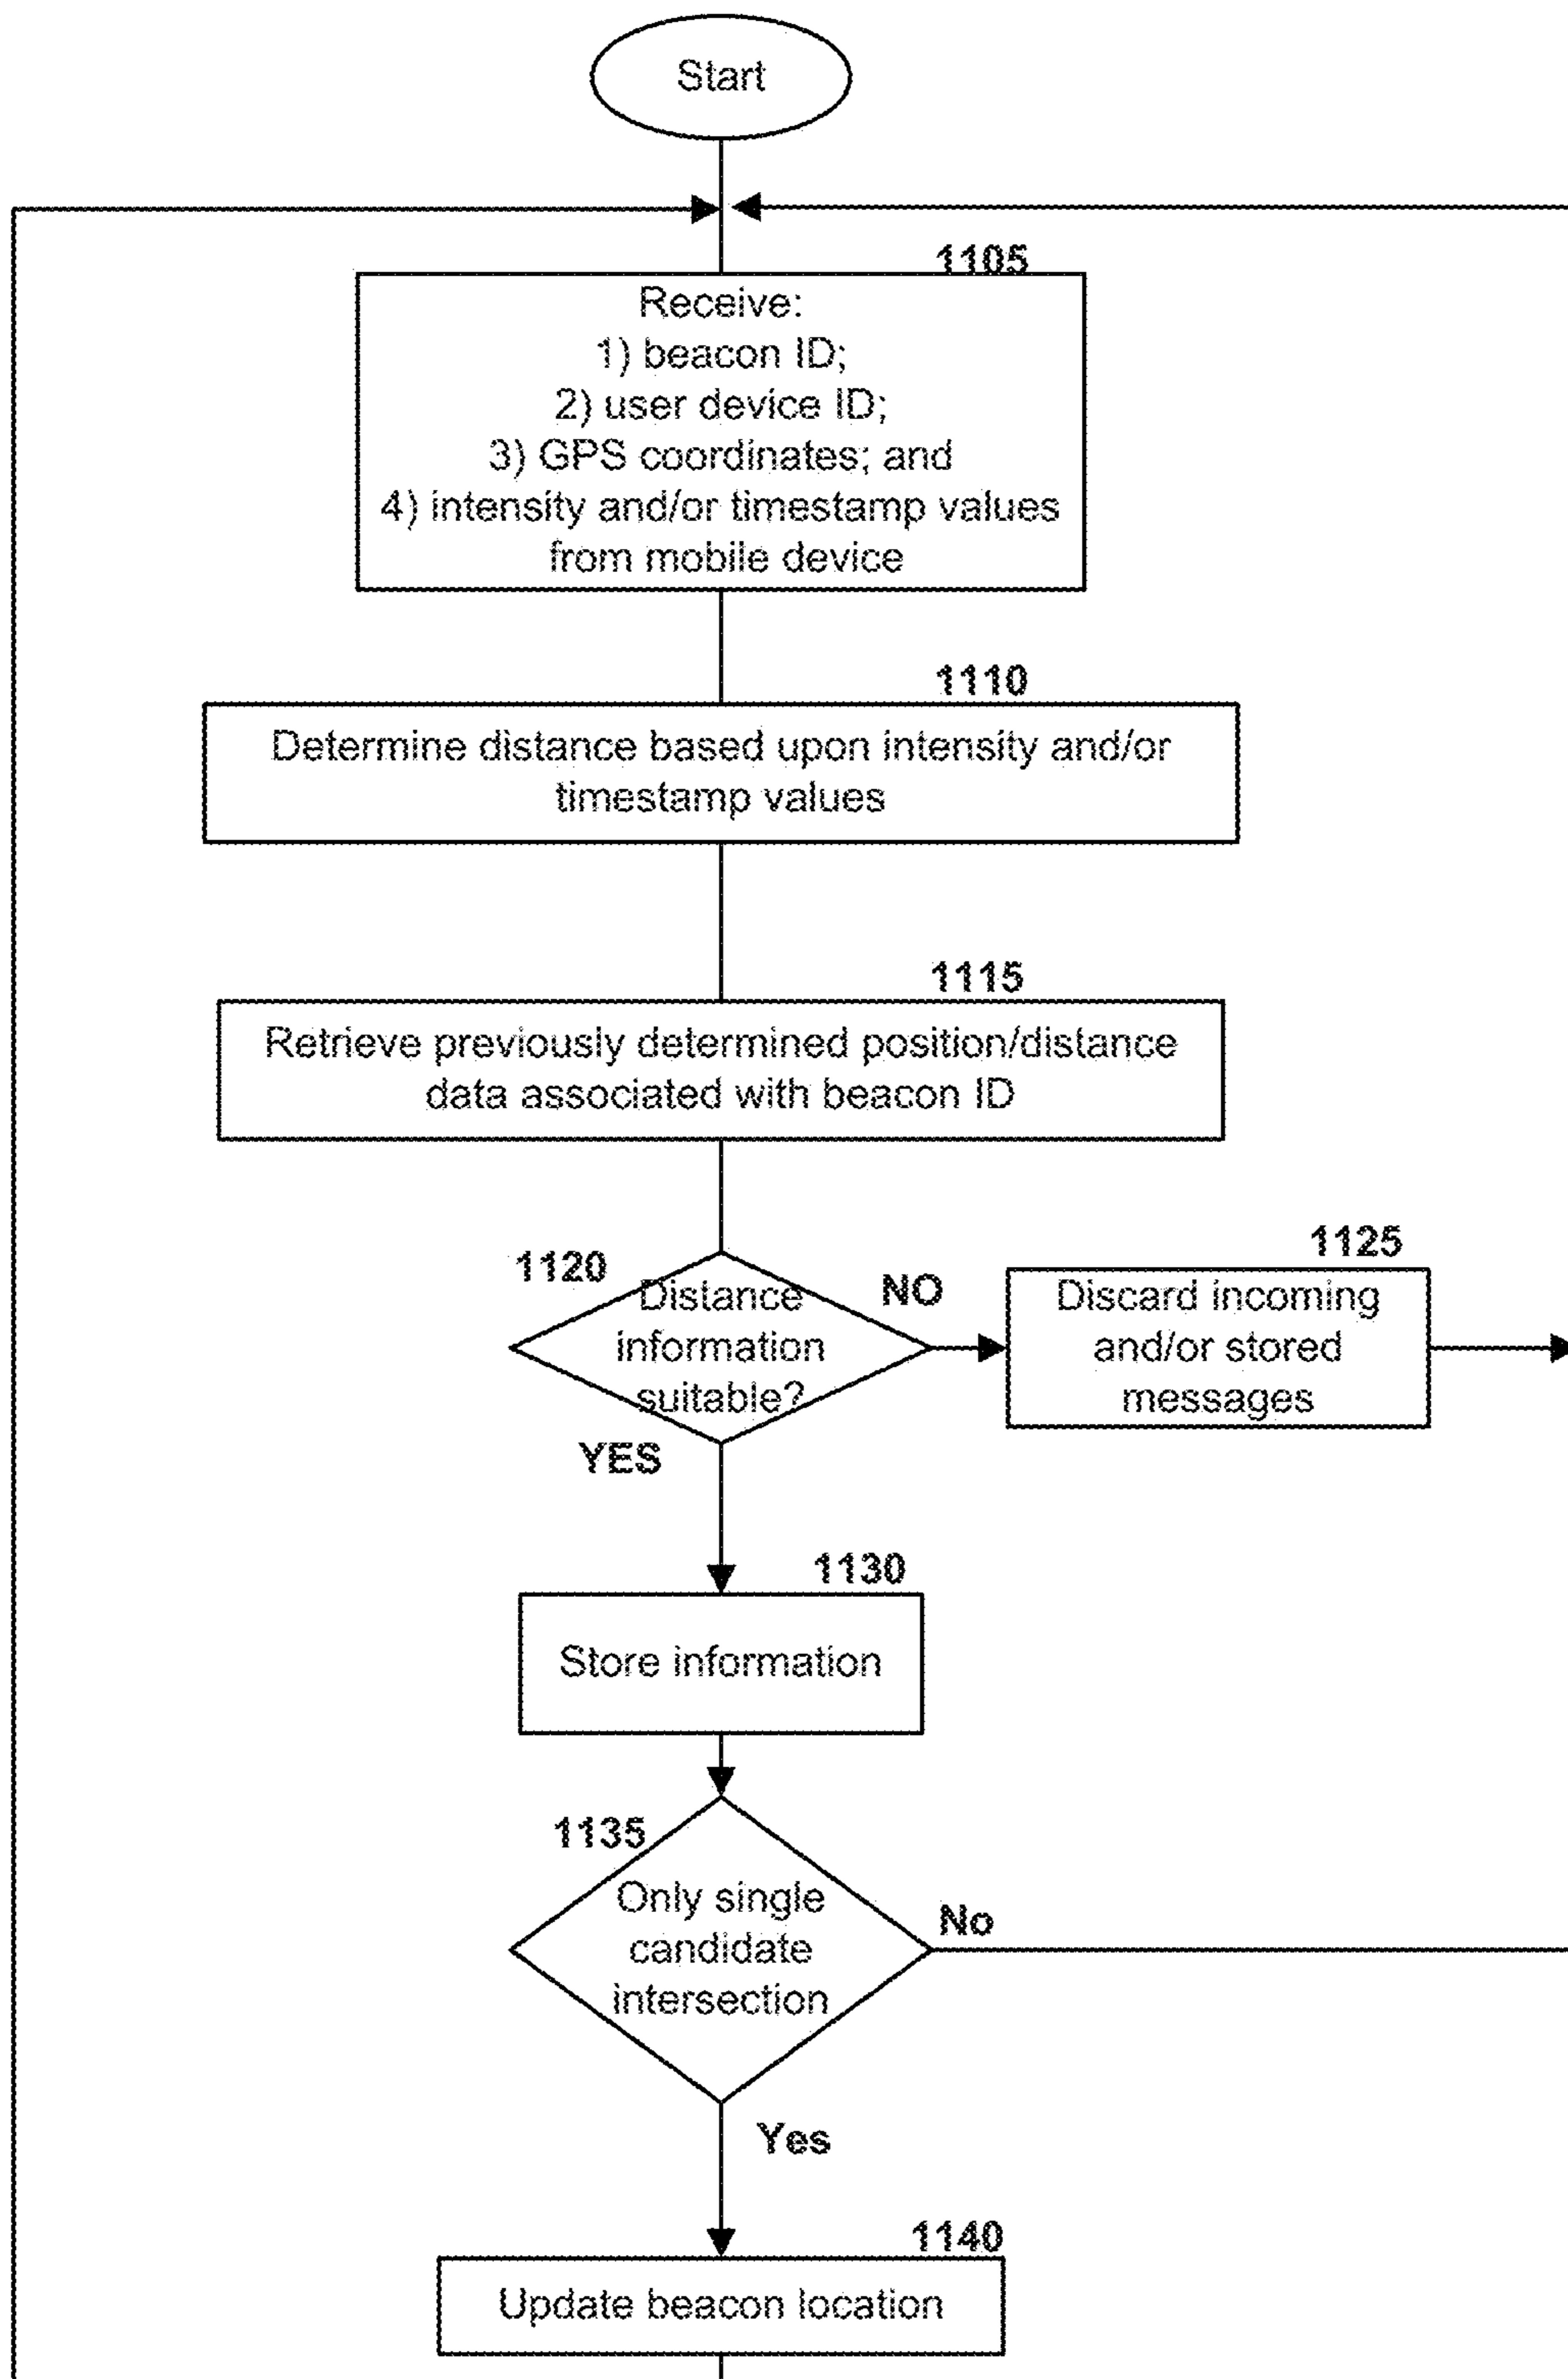 Start
1105
Receive:
1) beacon ID;
2) user device ID;
3) GPS coordinates; and
4) intensity and/or timestamp values
from mobile device
1110
Determine distance based upon intensity and/or
timestamp values
1115
Retrieve previously determined position/distance
data associated with beacon ID
1120
Distance
information
suitable?
NO
1125
Discard incoming
and/or stored
messages
YES
1130
Store information
1135
Only single
candidate
intersection
No
Yes
1140
Update beacon location